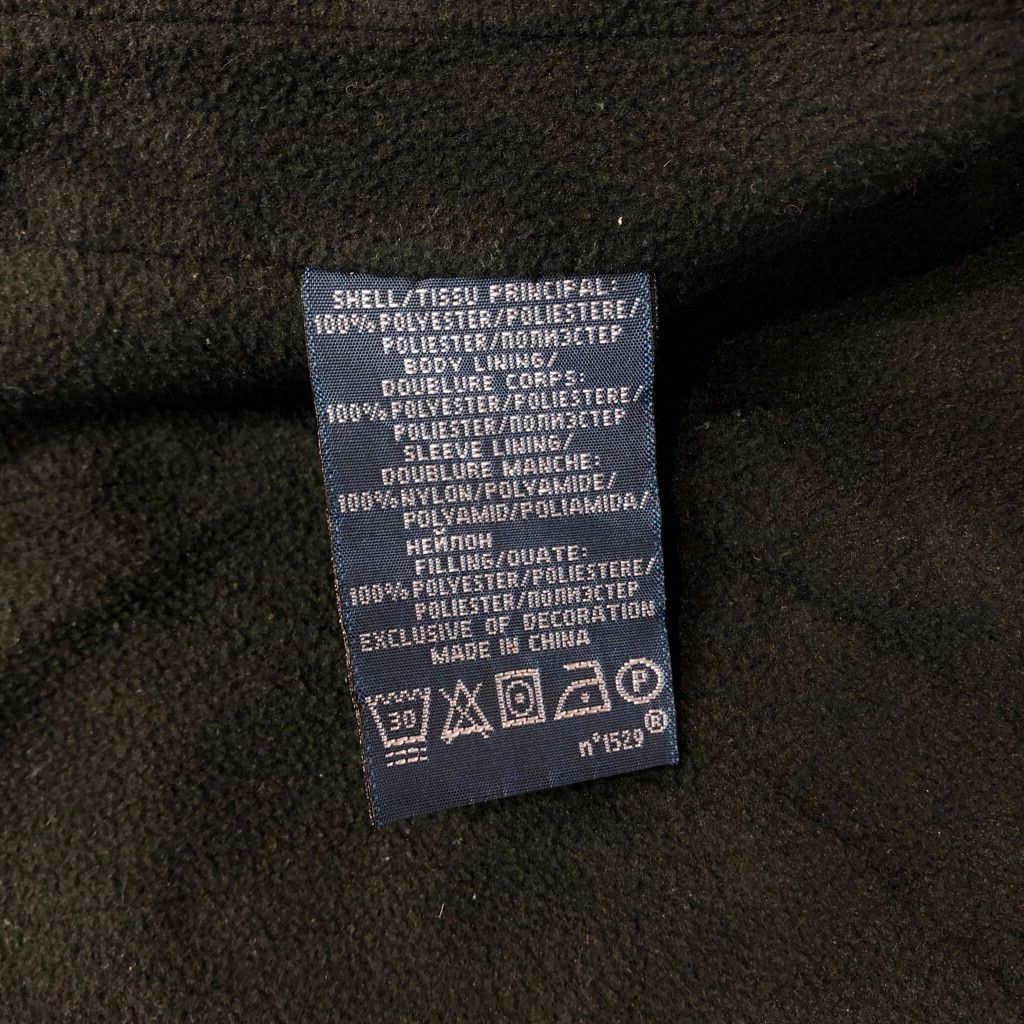 SHELL/TISSU PRINCIPAL:
100% POLYESTER/POLIESTERE/
POLIESTER/ПОЛИЭСТЕР
BODY LINING/
DOUBLURE CORPS:
100% POLYESTER/POLIESTERE/
POLIESTER/ПОЛИЭСТЕР
SLEEVE LINING/
DOUBLURE MANCHE:
100% NYLON/POLYAMIDE/
POLYAMID/POLIAMIDA/
НЕЙЛОН
FILLING/OUATE:
100% POLYESTER/POLIESTERE/
POLIESTER/ПОЛИЭСТЕР
EXCLUSIVE OF DECORATION
MADE IN CHINA
30 P
n°1529 ®